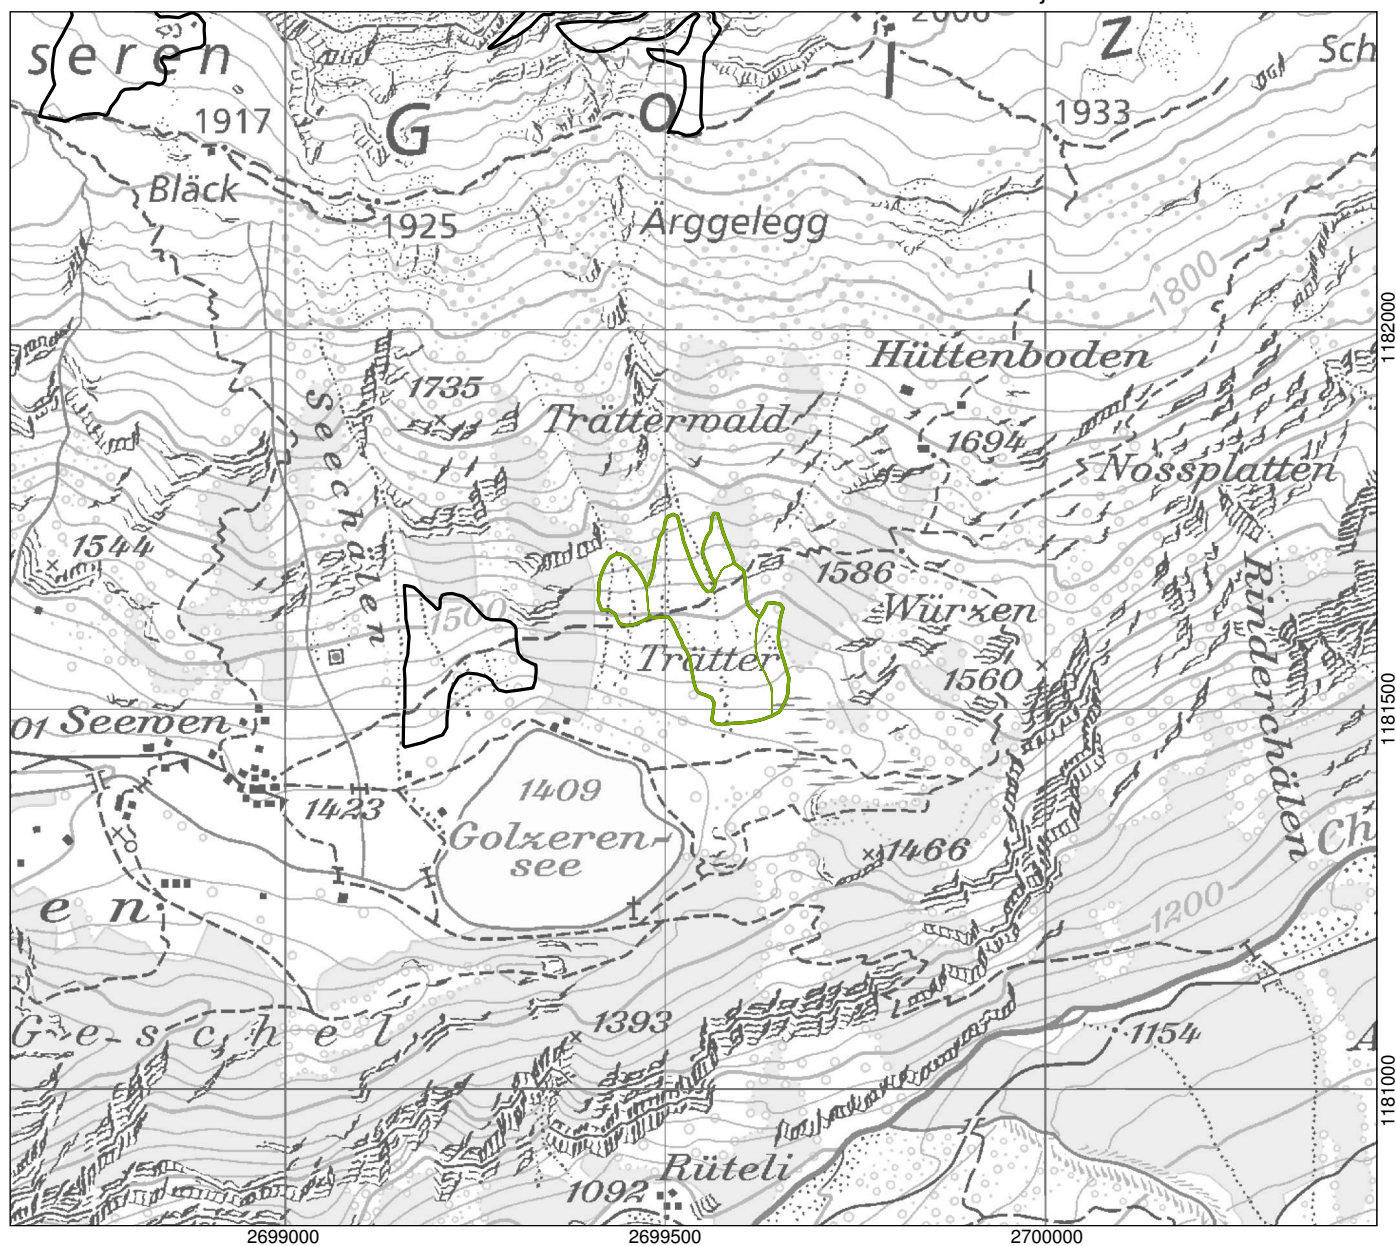 2006
Z
Sch
seren
1917
G
O
l
1933
Bläck
1925
Ärggelegg
1800
1182000
Hüttenboden
1735
Seechälen
Trätterwald
1694
Nossplatten
1544
1586
Rinderchälen
1500
Würzen
Trätter
1560
1181500
01 Seewen
1409
1423
Golzeren-
see
1466
Ch
en
1200
Geschel
1393
1154
A
1181000
Rüteli
1092
2699000
2699500
2700000